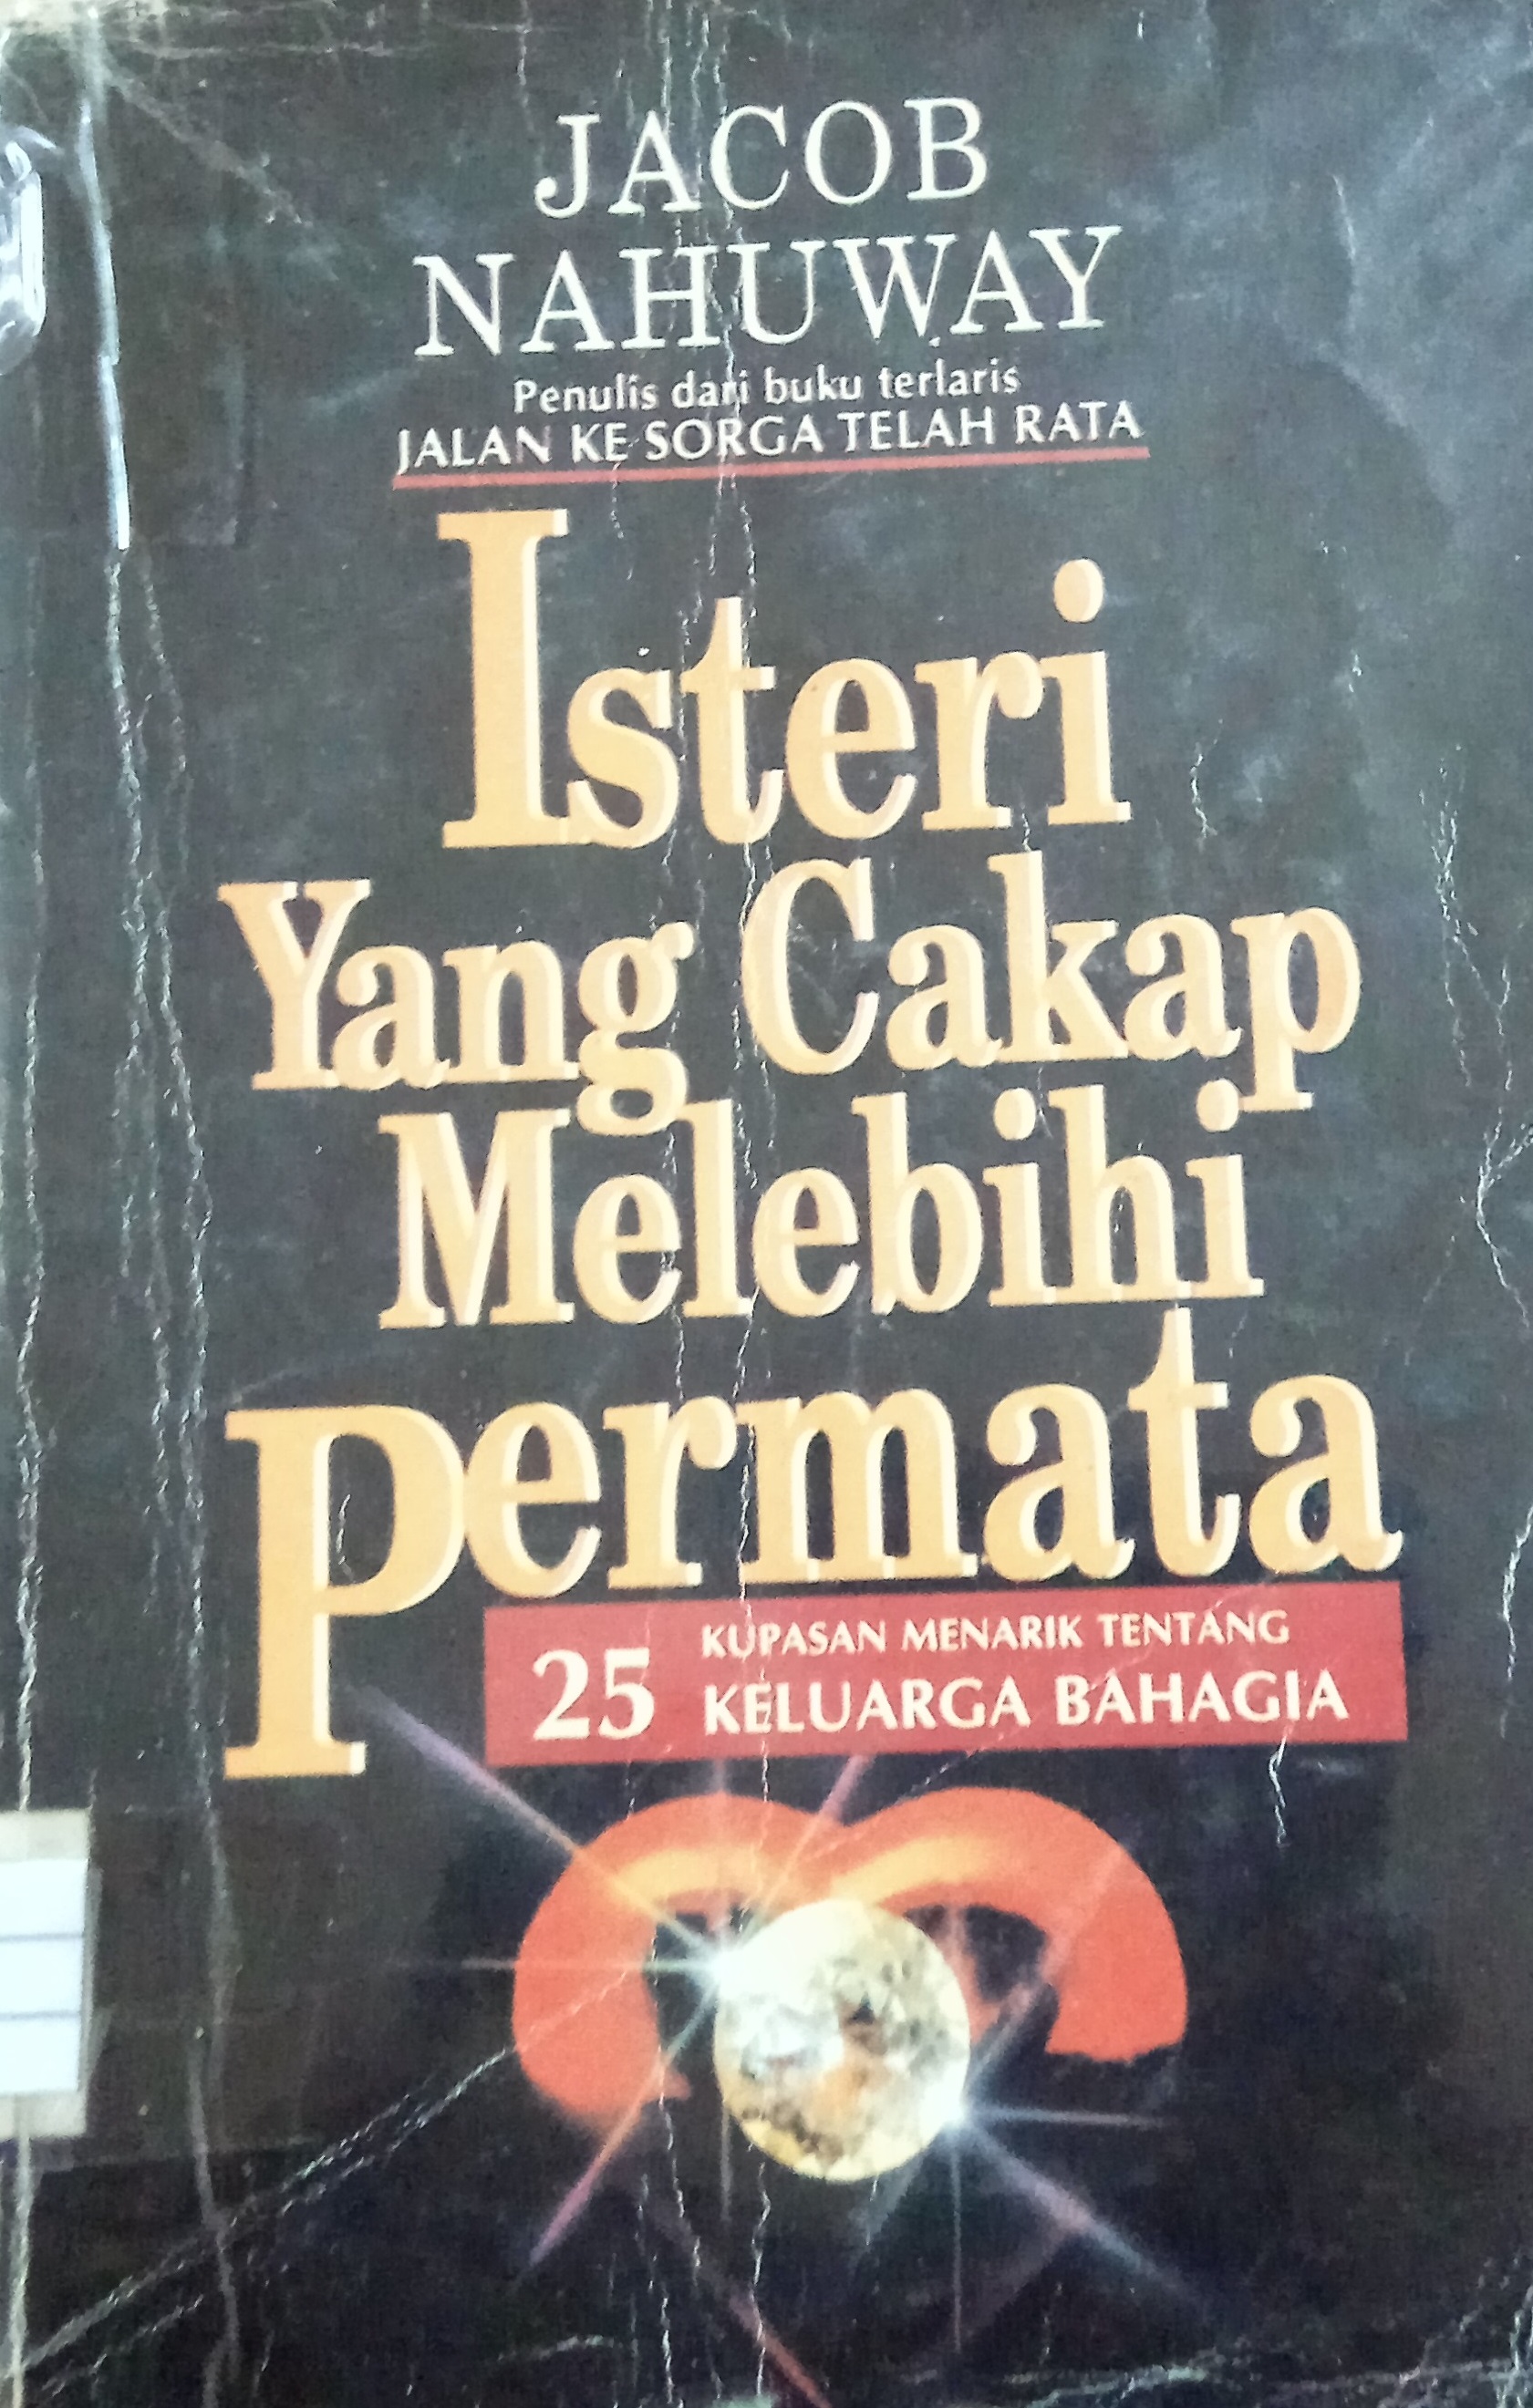 JACOB
NAHUWAY
Penulis dari buku terlaris
JALAN KE SORGA TELAH RATA
Isteri
Yang Cakap
Melebihi
Permata
25 KUPASAN MENARIK TENTANG
KELUARGA BAHAGIA